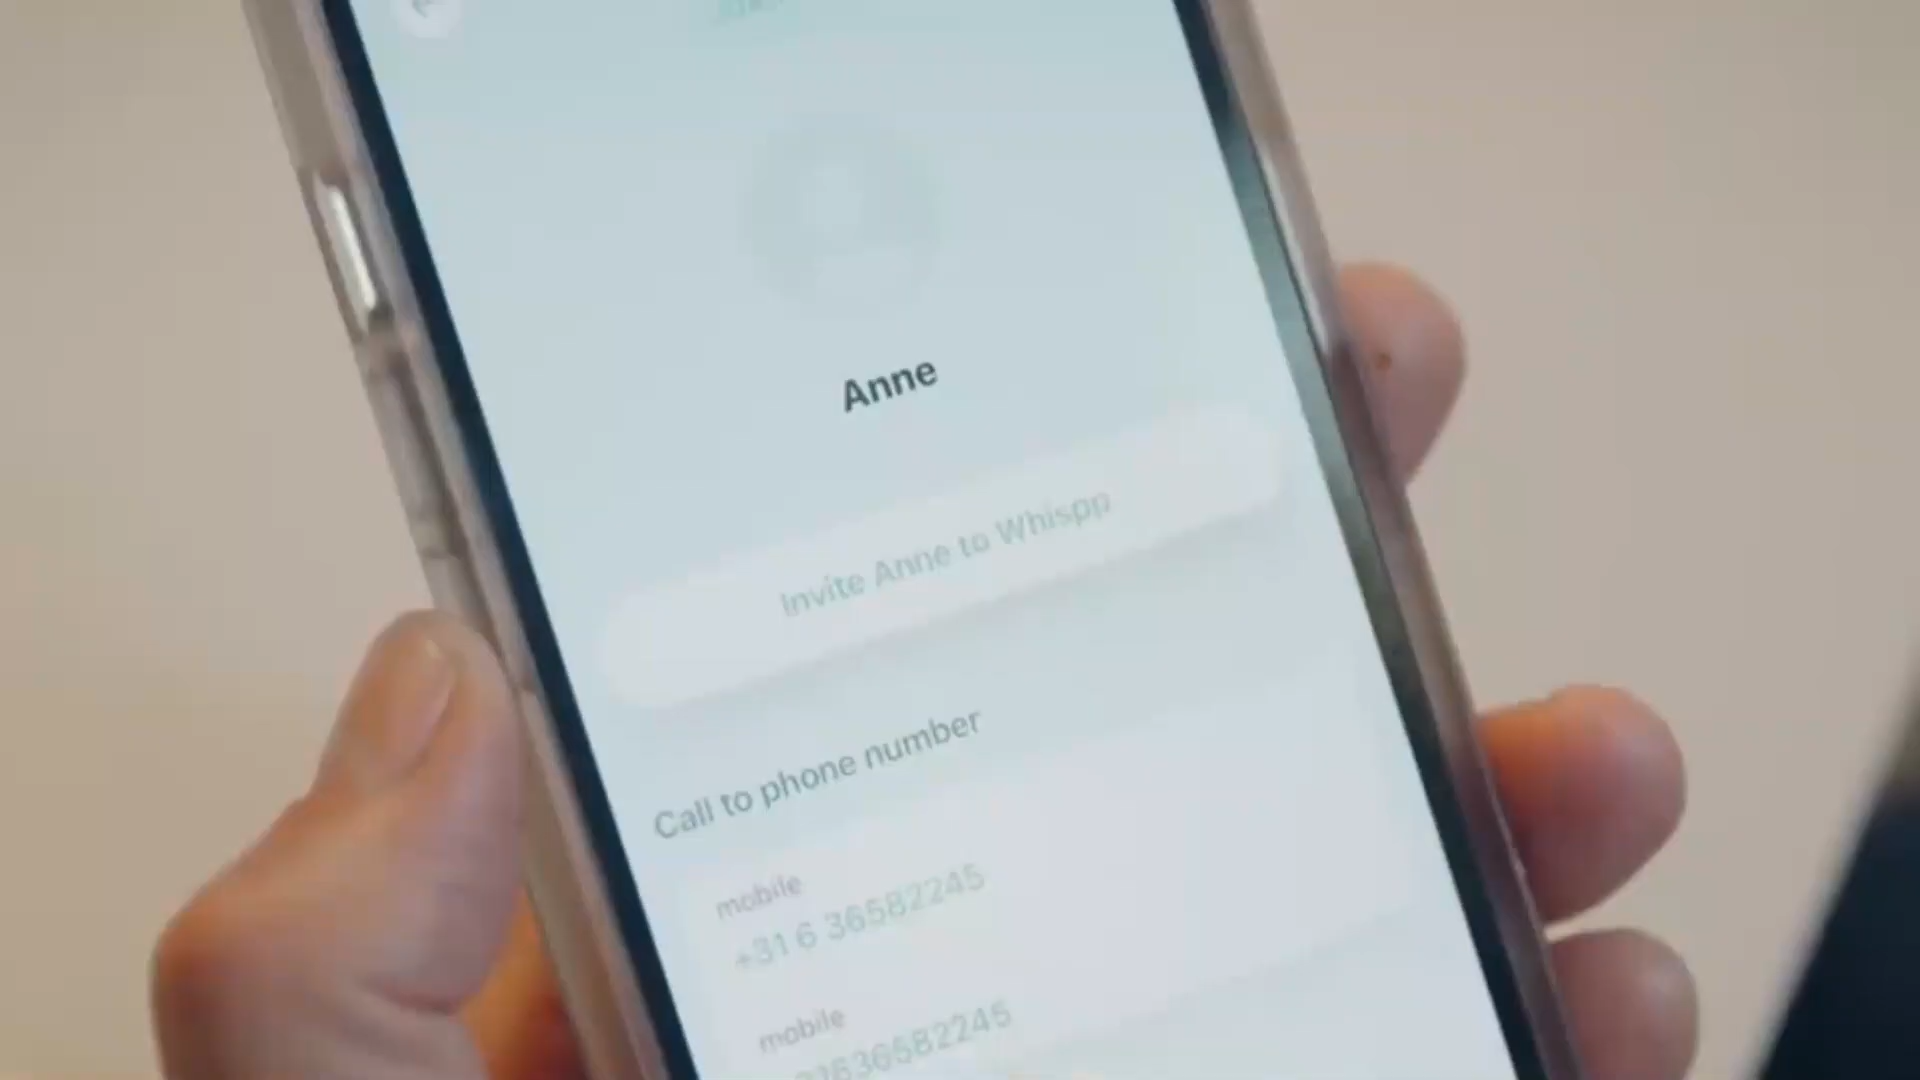 Anne
Invite Anne to Whispp
Call to phone number
mobile
+31 6 36582245
mobile